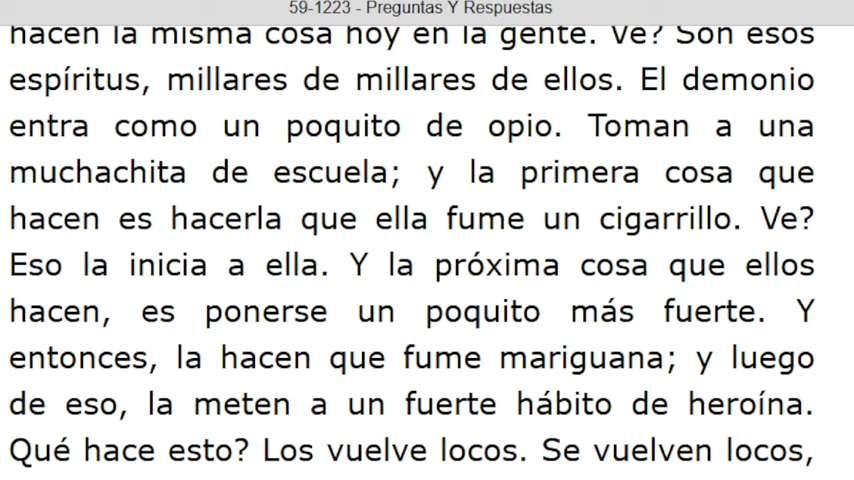 59-1223 - Preguntas Y Respuestas
hacen la misma cosa hoy en la gente. Ve? Son esos
espíritus, millares de millares de ellos. El demonio
entra como un poquito de opio. Toman a una
muchachita de escuela; y la primera cosa que
hacen es hacerla que ella fume un cigarrillo. Ve?
Eso la inicia a ella. Y la próxima cosa que ellos
hacen, es ponerse un poquito más fuerte. Y
entonces, la hacen que fume mariguana; y luego
de eso, la meten a un fuerte hábito de heroína.
Qué hace esto? Los vuelve locos. Se vuelven locos,